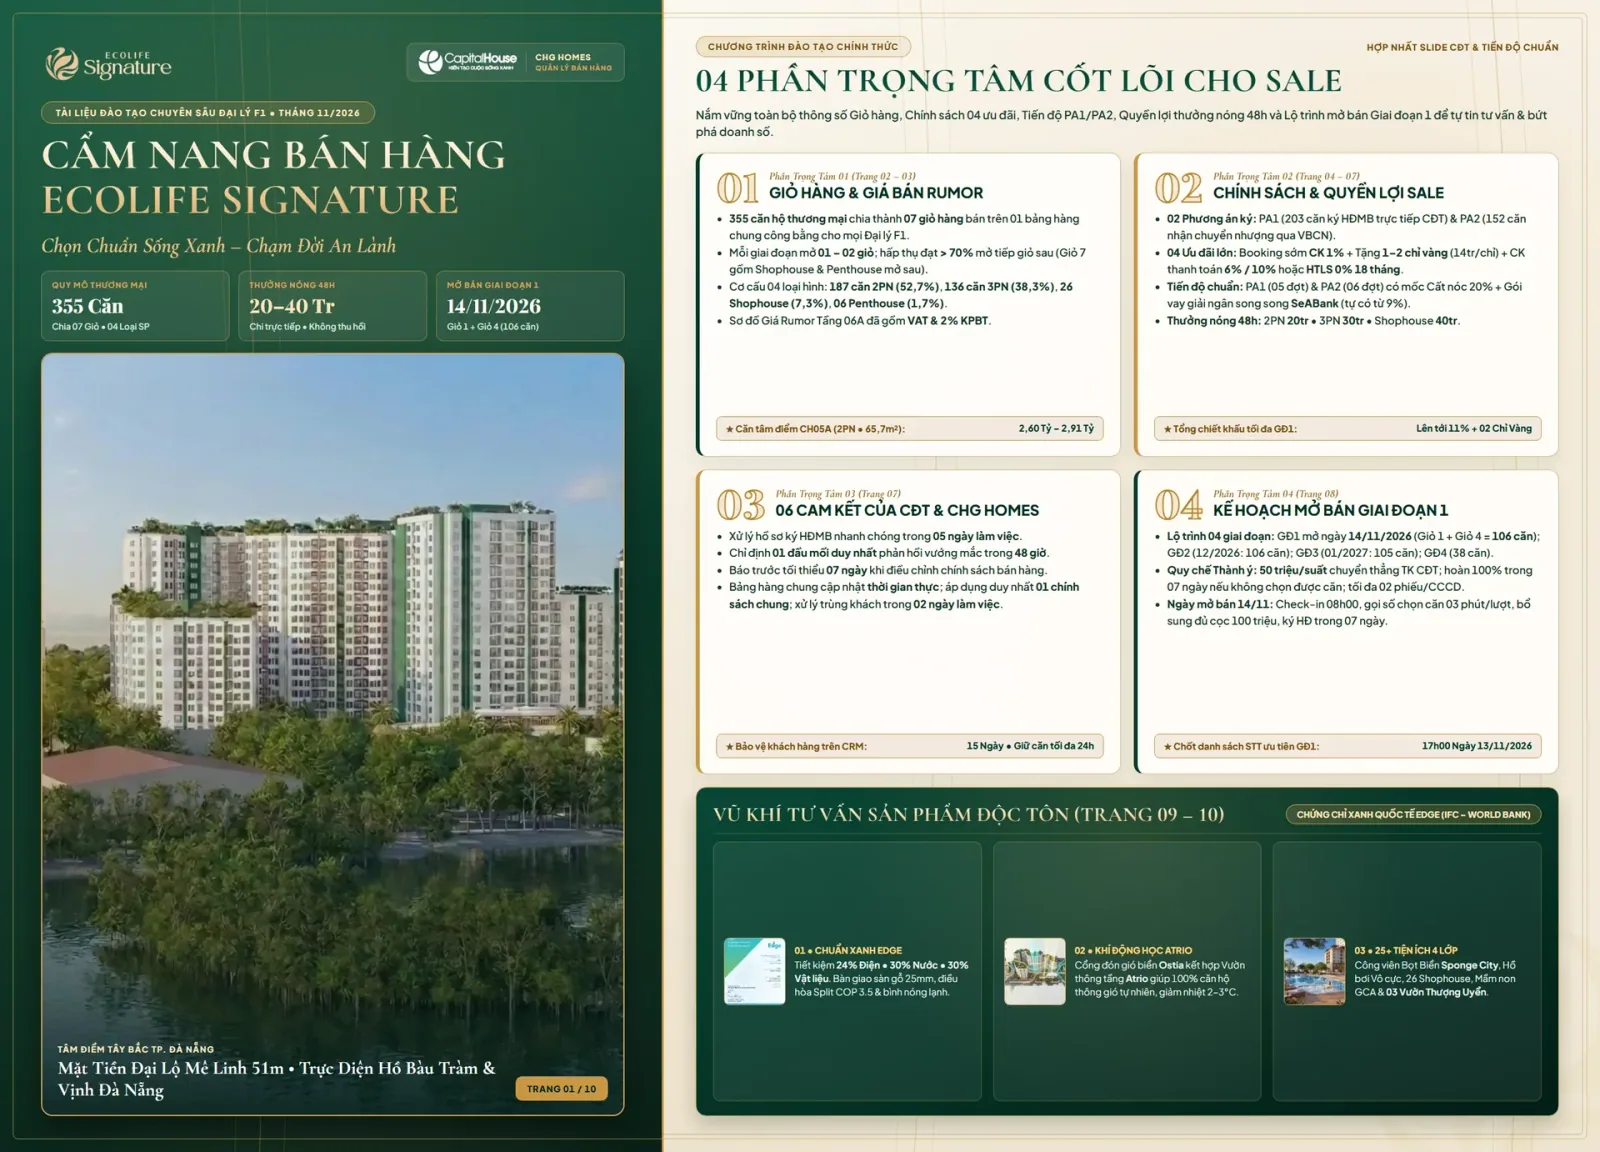 ECOLIFE
Signature
CapitalHouse
KIẾN TẠO CUỘC SỐNG XANH
CHG HOMES
QUẢN LÝ BÁN HÀNG
TÀI LIỆU ĐÀO TẠO CHUYÊN SÂU ĐẠI LÝ F1 • THÁNG 11/2026
CẨM NANG BÁN HÀNG
ECOLIFE SIGNATURE
Chọn Chuẩn Sống Xanh – Chạm Đời An Lành
QUY MÔ THƯƠNG MẠI
355 Căn
Chia 07 Giỏ • 04 Loại SP
THƯỞNG NÓNG 48H
20–40 Tr
Chi trực tiếp • Không thu hồi
MỞ BÁN GIAI ĐOẠN 1
14/11/2026
Giỏ 1 + Giỏ 4 (106 căn)
TÂM ĐIỂM TÂY BẮC TP. ĐÀ NẴNG
Mặt Tiền Đại Lộ Mê Linh 51m • Trực Diện Hồ Bàu Tràm &
Vịnh Đà Nẵng
TRANG 01 / 10
CHƯƠNG TRÌNH ĐÀO TẠO CHÍNH THỨC
HỢP NHẤT SLIDE CĐT & TIẾN ĐỘ CHUẨN
04 PHẦN TRỌNG TÂM CỐT LÕI CHO SALE
Nắm vững toàn bộ thông số Giỏ hàng, Chính sách 04 ưu đãi, Tiến độ PA1/PA2, Quyền lợi thưởng nóng 48h và Lộ trình mở bán Giai đoạn 1 để tự tin tư vấn & bứt
phá doanh số.
01
Phần Trọng Tâm 01 (Trang 02 – 03)
GIỎ HÀNG & GIÁ BÁN RUMOR
• 355 căn hộ thương mại chia thành 07 giỏ hàng bán trên 01 bảng hàng
chung công bằng cho mọi Đại lý F1.
• Mỗi giai đoạn mở 01 – 02 giỏ; hấp thụ đạt > 70% mở tiếp giỏ sau (Giỏ 7
gồm Shophouse & Penthouse mở sau).
• Cơ cấu 04 loại hình: 187 căn 2PN (52,7%), 136 căn 3PN (38,3%), 26
Shophouse (7,3%), 06 Penthouse (1,7%).
• Sơ đồ Giá Rumor Tầng 06A đã gồm VAT & 2% KPBT.
★ Căn tâm điểm CH05A (2PN • 65,7m²):
2,60 Tỷ – 2,91 Tỷ
02
Phần Trọng Tâm 02 (Trang 04 – 07)
CHÍNH SÁCH & QUYỀN LỢI SALE
• 02 Phương án ký: PA1 (203 căn ký HĐMB trực tiếp CĐT) & PA2 (152 căn
nhận chuyển nhượng qua VBCN).
• 04 Ưu đãi lớn: Booking sớm CK 1% + Tặng 1–2 chỉ vàng (14tr/chỉ) + CK
thanh toán 6% / 10% hoặc HTLS 0% 18 tháng.
• Tiến độ chuẩn: PA1 (05 đợt) & PA2 (06 đợt) có mốc Cất nóc 20% + Gói
vay giải ngân song song SeABank (tự có từ 9%).
• Thưởng nóng 48h: 2PN 20tr • 3PN 30tr • Shophouse 40tr.
★ Tổng chiết khấu tối đa GĐ1:
Lên tới 11% + 02 Chỉ Vàng
03
Phần Trọng Tâm 03 (Trang 07)
06 CAM KẾT CỦA CĐT & CHG HOMES
• Xử lý hồ sơ ký HĐMB nhanh chóng trong 05 ngày làm việc.
• Chỉ định 01 đầu mối duy nhất phản hồi vướng mắc trong 48 giờ.
• Báo trước tối thiểu 07 ngày khi điều chỉnh chính sách bán hàng.
• Bảng hàng chung cập nhật thời gian thực; áp dụng duy nhất 01 chính
sách chung; xử lý trùng khách trong 02 ngày làm việc.
★ Bảo vệ khách hàng trên CRM:
15 Ngày • Giữ căn tối đa 24h
04
Phần Trọng Tâm 04 (Trang 08)
KẾ HOẠCH MỞ BÁN GIAI ĐOẠN 1
• Lộ trình 04 giai đoạn: GĐ1 mở ngày 14/11/2026 (Giỏ 1 + Giỏ 4 = 106 căn);
GĐ2 (12/2026: 106 căn); GĐ3 (01/2027: 105 căn); GĐ4 (38 căn).
• Quy chế Thành ý: 50 triệu/suất chuyển thẳng TK CĐT; hoàn 100% trong
07 ngày nếu không chọn được căn; tối đa 02 phiếu/CCCD.
• Ngày mở bán 14/11: Check-in 08h00, gọi số chọn căn 03 phút/lượt, bổ
sung đủ cọc 100 triệu, ký HĐ trong 07 ngày.
★ Chốt danh sách STT ưu tiên GĐ1:
17h00 Ngày 13/11/2026
VŨ KHÍ TƯ VẤN SẢN PHẨM ĐỘC TÔN (TRANG 09 – 10)
CHỨNG CHỈ XANH QUỐC TẾ EDGE (IFC – WORLD BANK)
01 • CHUẨN XANH EDGE
Tiết kiệm 24% Điện • 30% Nước • 30%
Vật liệu. Bàn giao sàn gỗ 25mm, điều
hòa Split COP 3.5 & bình nóng lạnh.
02 • KHÍ ĐỘNG HỌC ATRIO
Cổng đón gió biển Ostia kết hợp Vườn
thông tầng Atrio giúp 100% căn hộ
thông gió tự nhiên, giảm nhiệt 2–3°C.
03 • 25+ TIỆN ÍCH 4 LỚP
Công viên Bọt Biển Sponge City, Hồ
bơi Vô cực, 26 Shophouse, Mầm non
GCA & 03 Vườn Thượng Uyển.